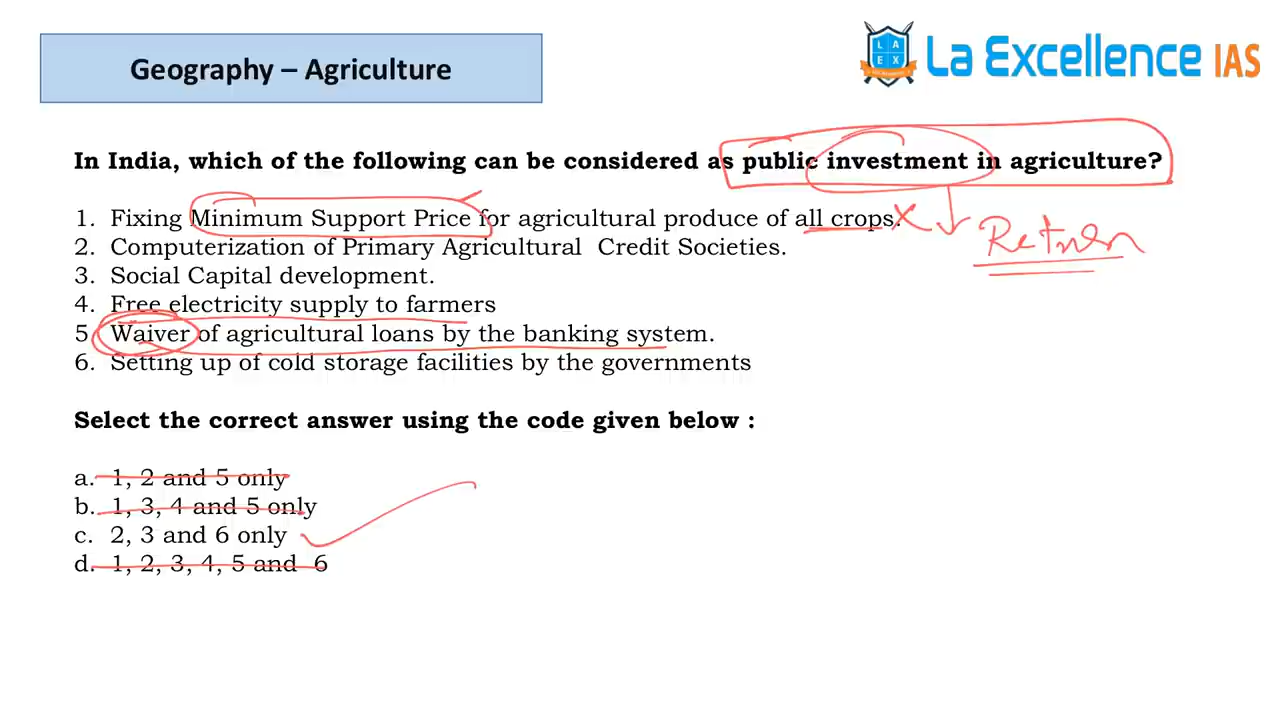 Geography – Agriculture
La Excellence IAS
L A
E X
In India, which of the following can be considered as public investment in agriculture?
1. Fixing Minimum Support Price for agricultural produce of all crops.
Return
2. Computerization of Primary Agricultural Credit Societies.
3. Social Capital development.
4. Free electricity supply to farmers
5 Waiver of agricultural loans by the banking system.
6. Setting up of cold storage facilities by the governments
Select the correct answer using the code given below :
a. 1, 2 and 5 only
b. 1, 3, 4 and 5 only
c. 2, 3 and 6 only
d. 1, 2, 3, 4, 5 and 6